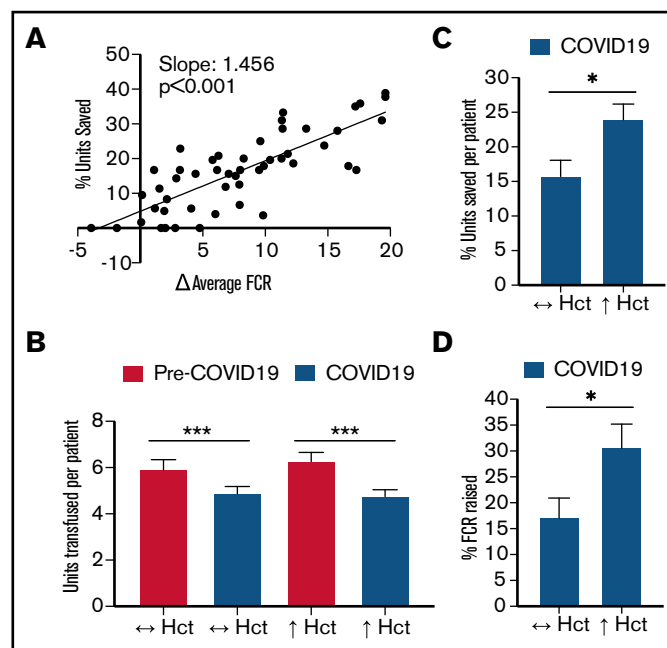 A
Slope: 1.456
p<0.001
% Units Saved
50
40
30
20
10
0
-10
-5
0
5
10
15
20
Δ Average FCR
B
Pre-COVID19
COVID19
Units transfused per patient
8
6
4
2
0
***
***
↔ Hct
↔ Hct
↑ Hct
↑ Hct
C
COVID19
% Units saved per patient
30
25
20
15
10
5
0
*
↔ Hct
↑ Hct
D
COVID19
% FCR raised
40
35
30
25
20
15
10
5
0
*
↔ Hct
↑ Hct